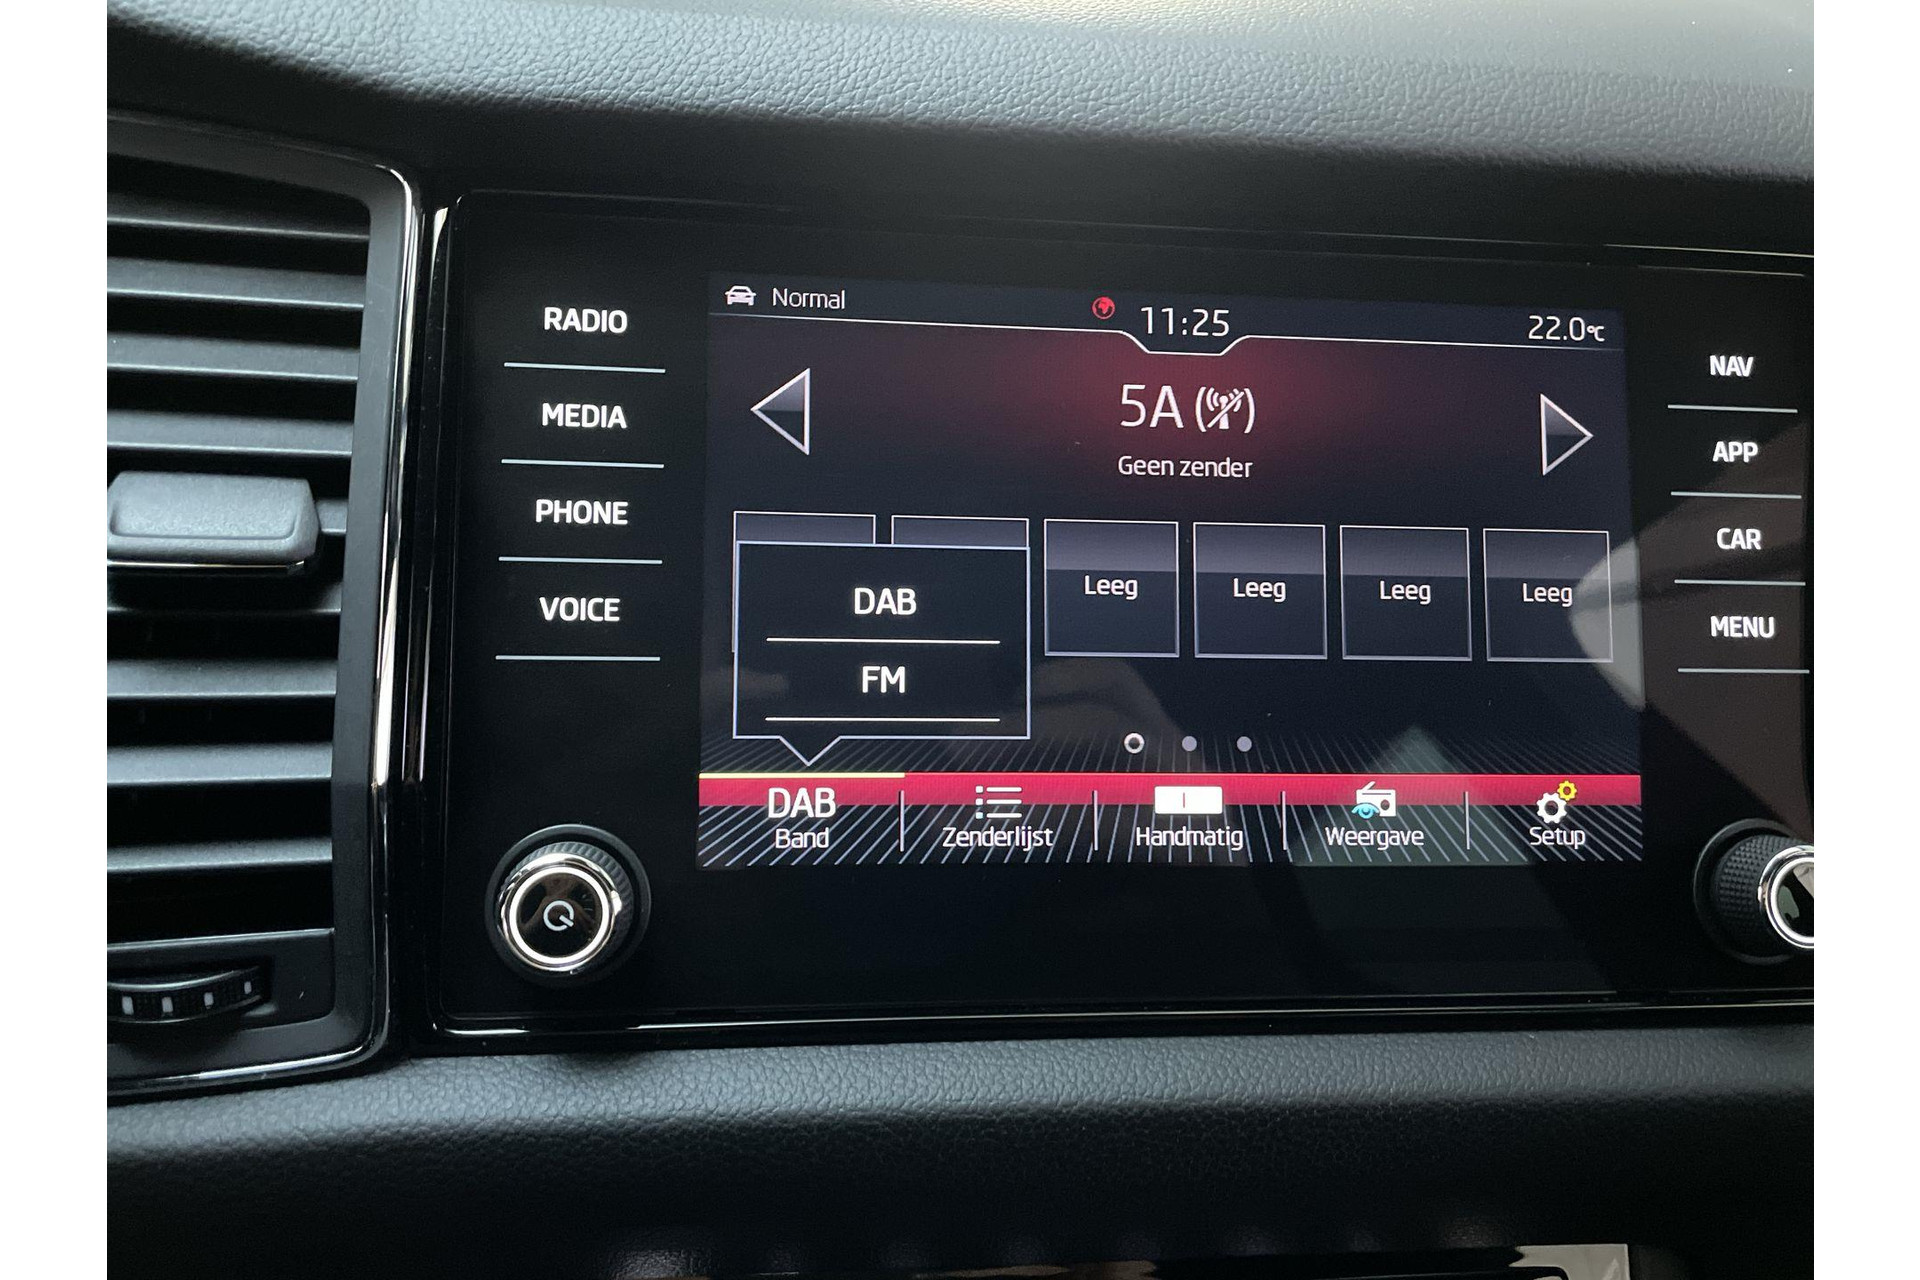 RADIO
MEDIA
PHONE
VOICE
Normal
11:25
22.0°C
5A
Geen zender
DAB
FM
Leeg
Leeg
Leeg
Leeg
DAB
Band
Zenderlijst
Handmatig
Weergave
Setup
NAV
APP
CAR
MENU